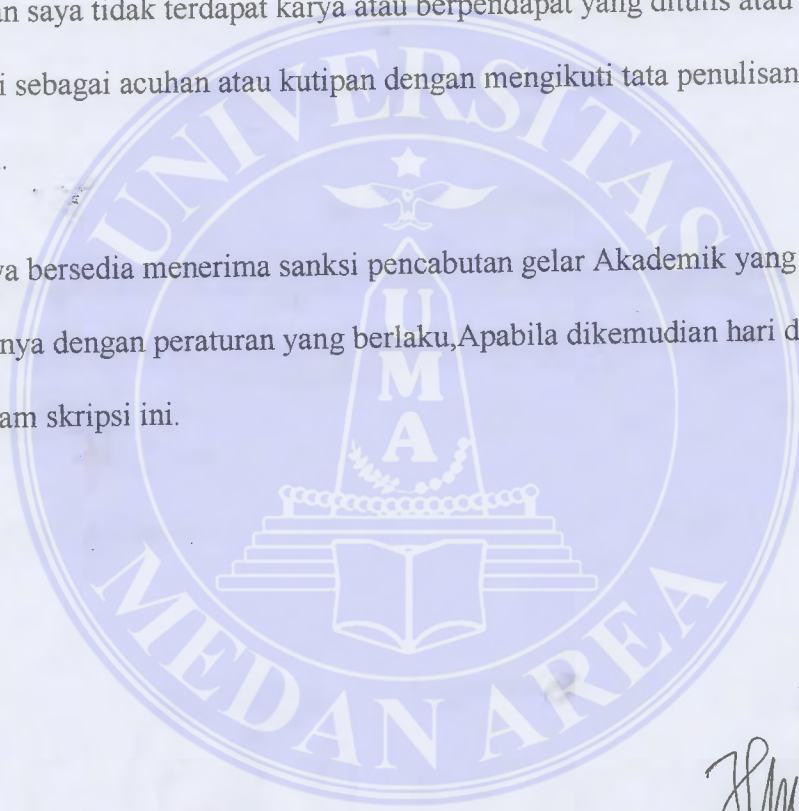 saya tidak terdapat karya atau berpendapat yang ditulis atau
sebagai acuhan atau kutipan dengan mengikuti tata penulisan
UNIVERSITAS
bersedia menerima sanksi pencabutan gelar Akademik yang
U
nya dengan peraturan yang berlaku,Apabila dikemudian hari
M
skripsi ini.
A
MEDAN AREA